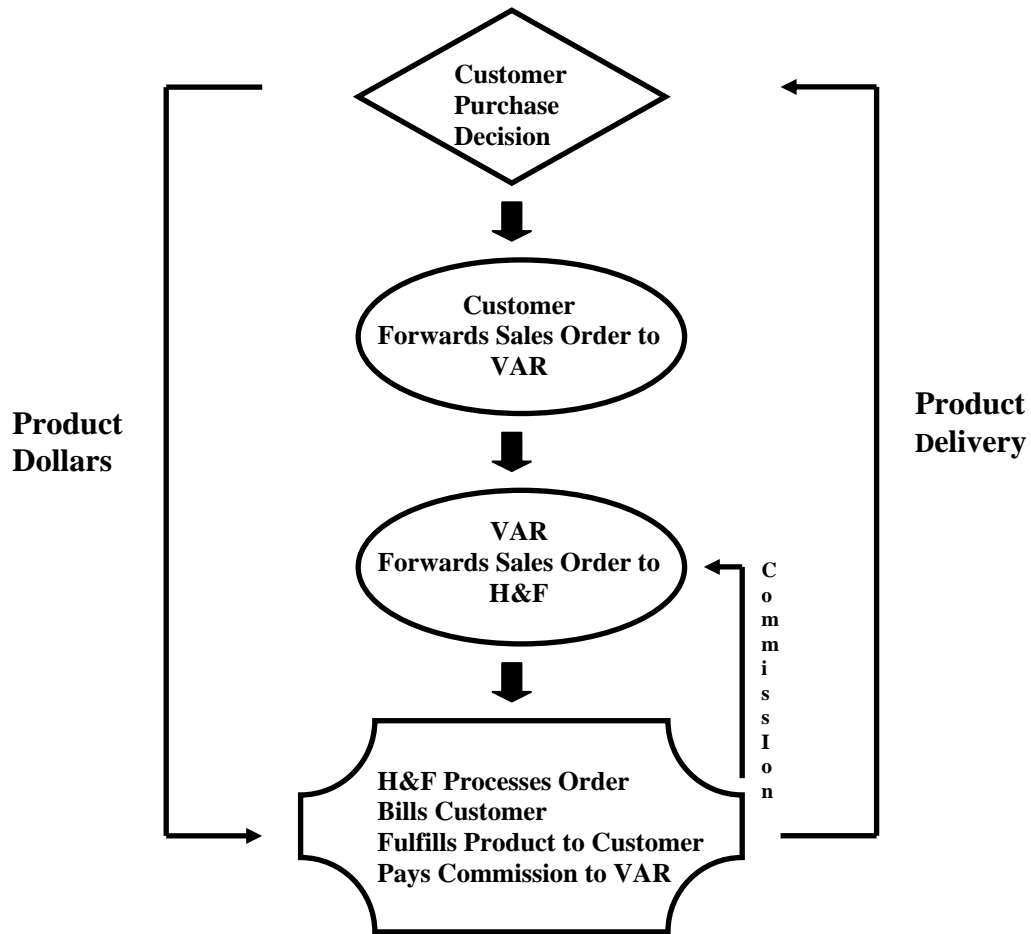 Customer
Purchase
Decision
Customer
Forwards Sales Order to
VAR
Product
Dollars
Product
Delivery
VAR
Forwards Sales Order to
H&F
C
o
m
m
i
s
s
I
o
n
H&F Processes Order
Bills Customer
Fulfills Product to Customer
Pays Commission to VAR